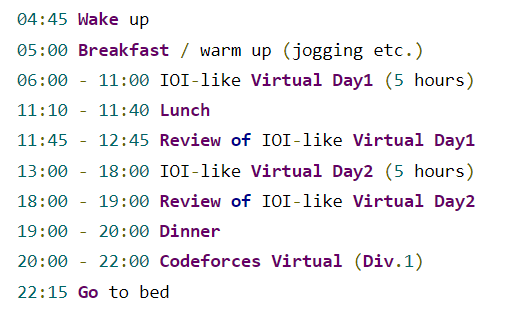 04:45 Wake up
05:00 Breakfast / warm up (jogging etc.)
06:00 - 11:00 IOI-like Virtual Day1 (5 hours)
11:10 - 11:40 Lunch
11:45 - 12:45 Review of IOI-like Virtual Day1
13:00 - 18:00 IOI-like Virtual Day2 (5 hours)
18:00 - 19:00 Review of IOI-like Virtual Day2
19:00 - 20:00 Dinner
20:00 - 22:00 Codeforces Virtual (Div.1)
22:15 Go to bed